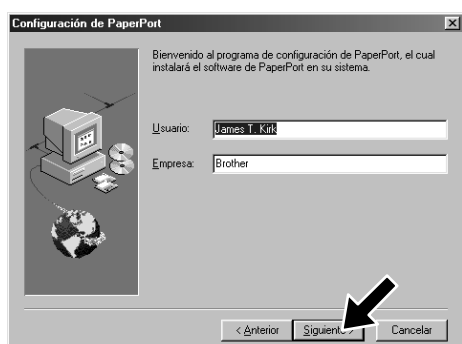 Configuración de PaperPort
Bienvenido al programa de configuración de PaperPort, el cual
instalará el software de PaperPort en su sistema.
Usuario: James T. Kirk
Empresa: Brother
< Anterior Siguiente > Cancelar